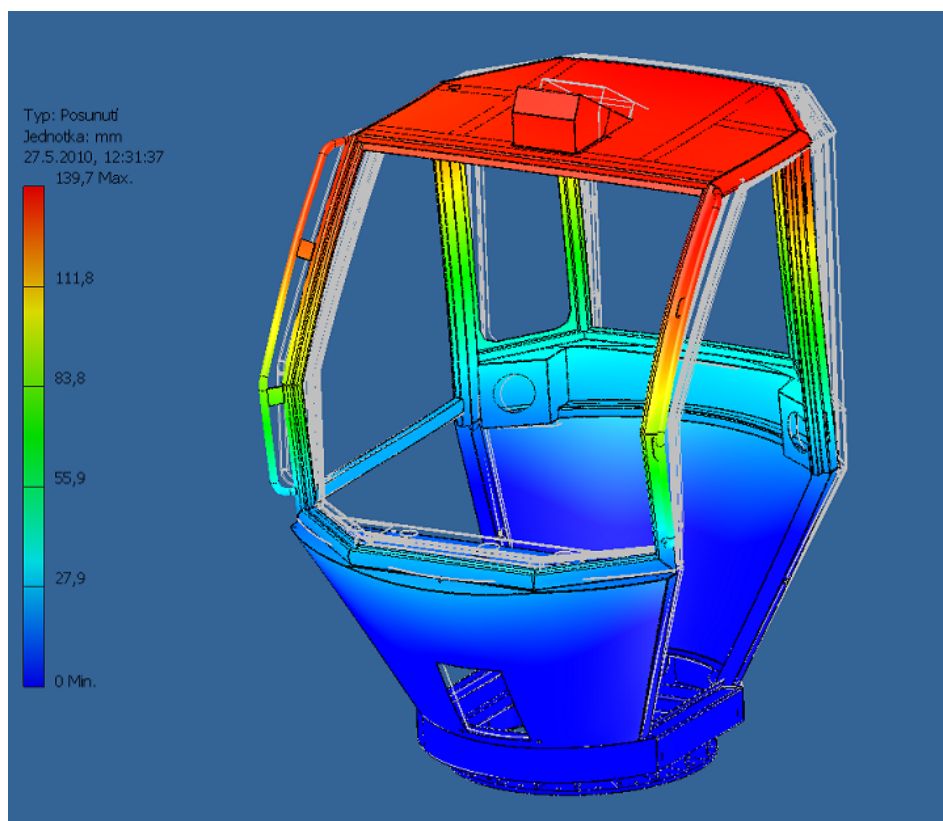 Typ: Posunutí
Jednotka: mm
27.5.2010, 12:31:37
139,7 Max.
111,8
83,8
55,9
27,9
0 Min.